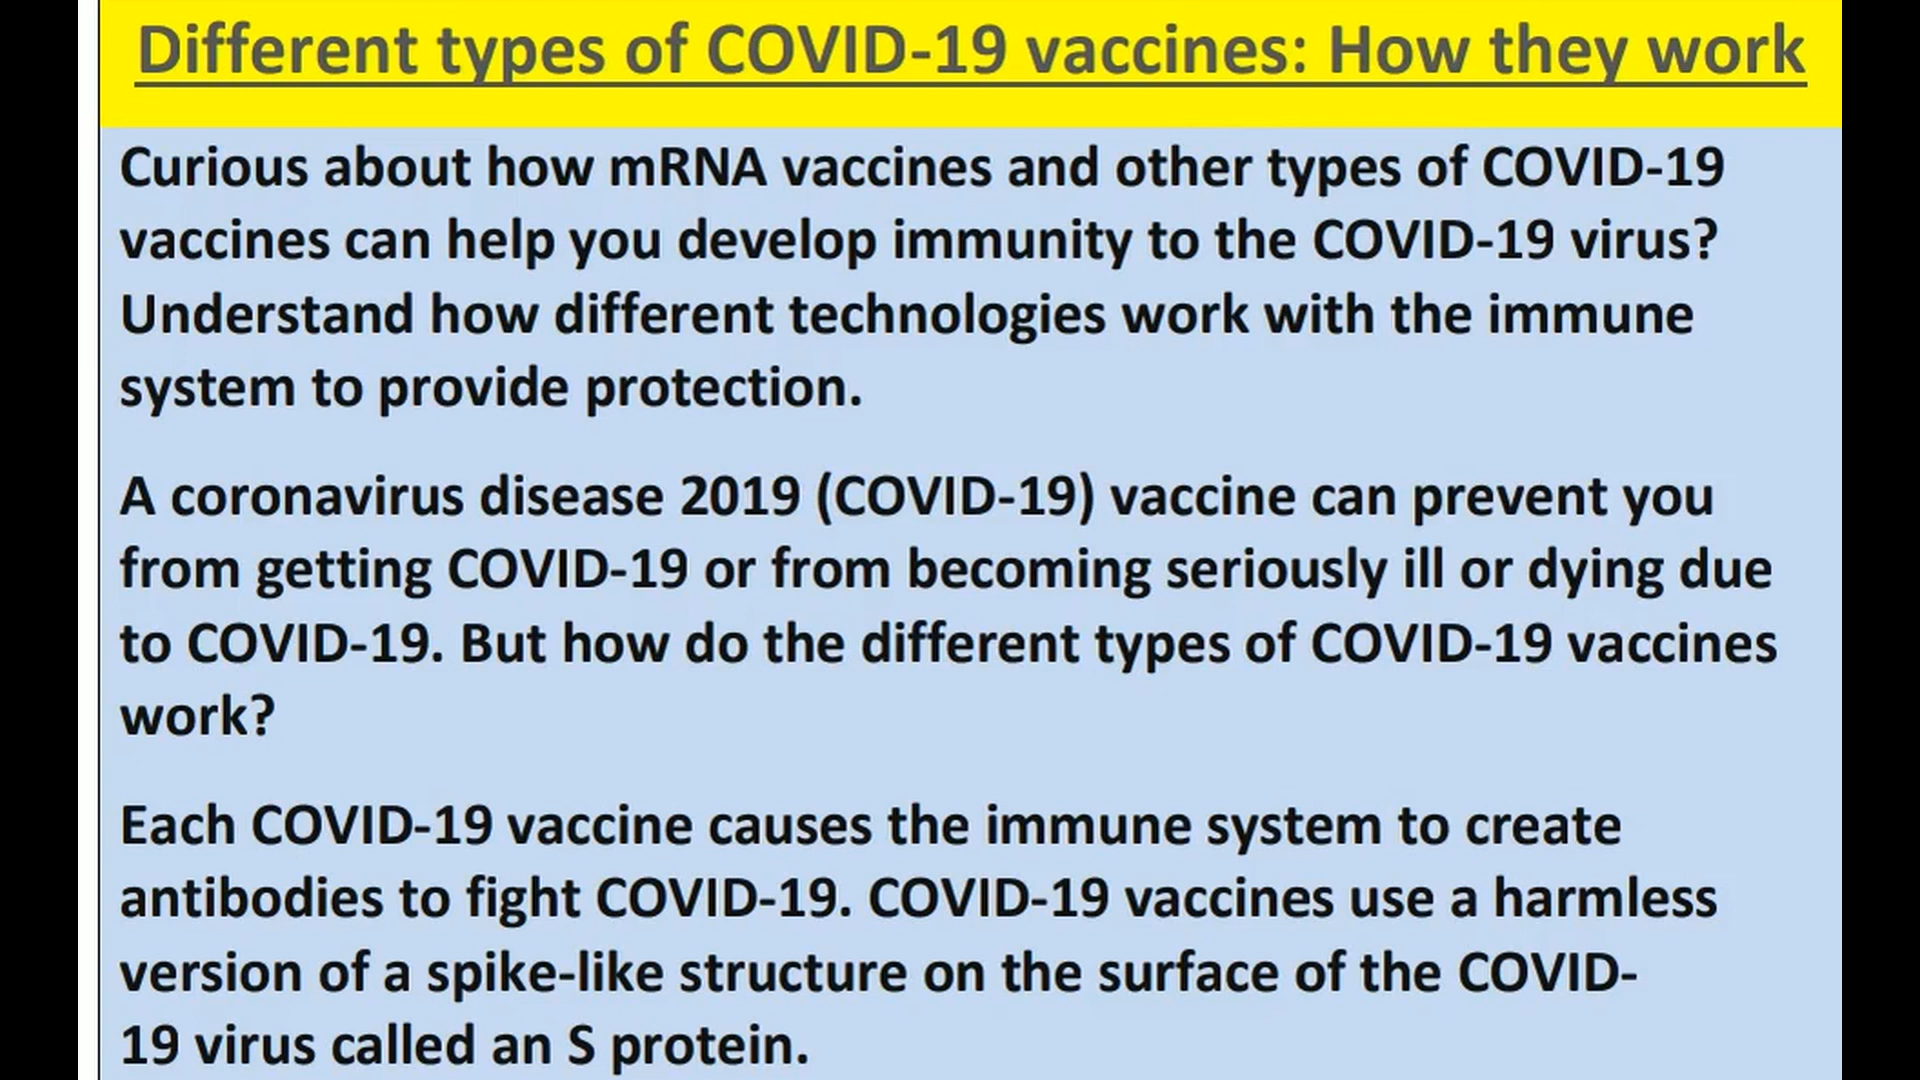 Different types of COVID-19 vaccines: How they work
Curious about how mRNA vaccines and other types of COVID-19
vaccines can help you develop immunity to the COVID-19 virus?
Understand how different technologies work with the immune
system to provide protection.
A coronavirus disease 2019 (COVID-19) vaccine can prevent you
from getting COVID-19 or from becoming seriously ill or dying due
to COVID-19. But how do the different types of COVID-19 vaccines
work?
Each COVID-19 vaccine causes the immune system to create
antibodies to fight COVID-19. COVID-19 vaccines use a harmless
version of a spike-like structure on the surface of the COVID-
19 virus called an S protein.